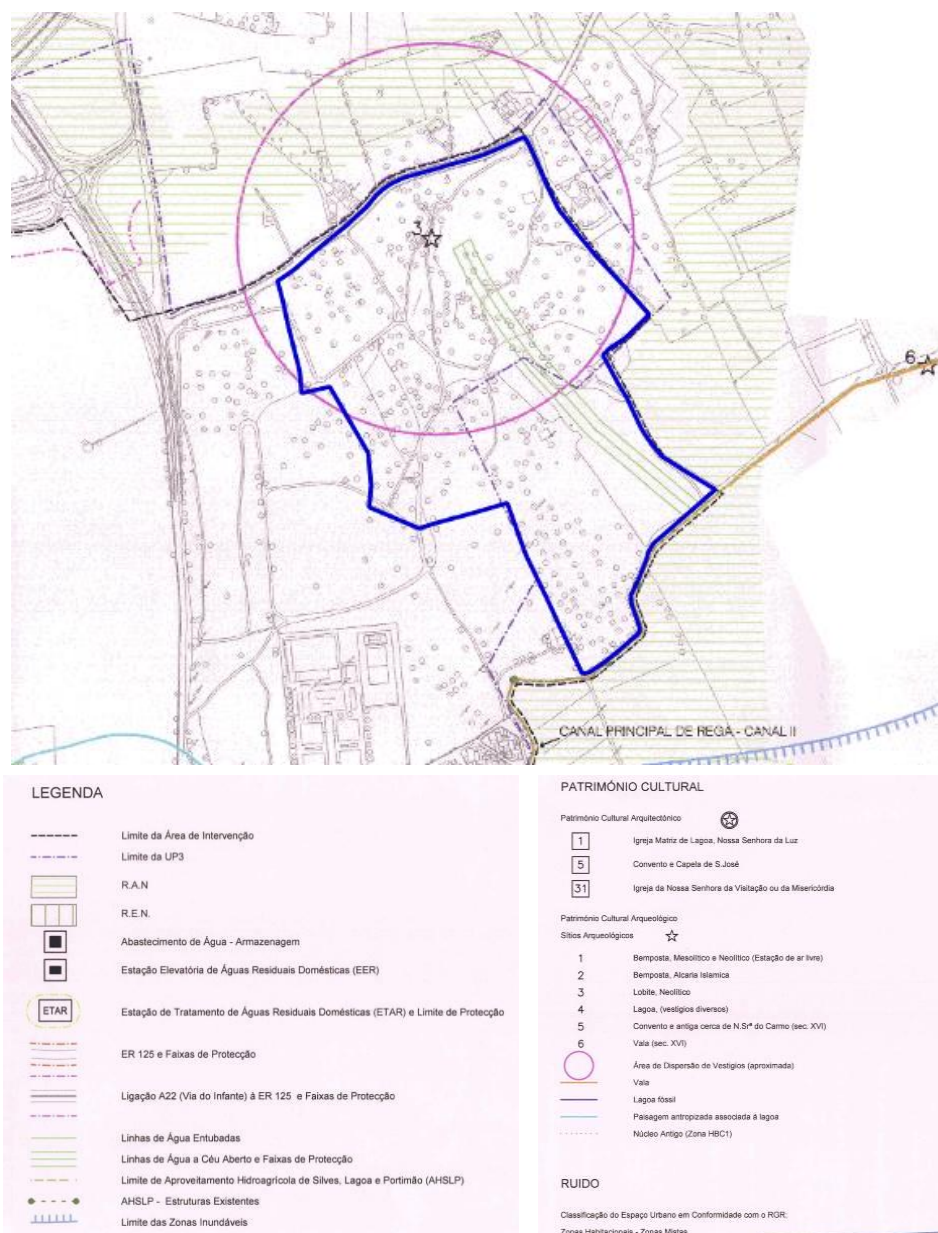 3
6
CANAL PRINCIPAL DE REGA - CANAL II
LEGENDA
Limite da Área de Intervenção
Limite da UP3
R.A.N
R.E.N.
Abastecimento de Água - Armazenagem
Estação Elevatória de Águas Residuais Domésticas (EER)
ETAR
Estação de Tratamento de Águas Residuais Domésticas (ETAR) e Limite de Protecção
ER 125 e Faixas de Protecção
Ligação A22 (Via do Infante) à ER 125 e Faixas de Protecção
Linhas de Água Entubadas
Linhas de Água a Céu Aberto e Faixas de Protecção
Limite de Aproveitamento Hidroagrícola de Silves, Lagoa e Portimão (AHSLP)
AHSLP - Estruturas Existentes
Limite das Zonas Inundáveis
PATRIMÓNIO CULTURAL
Património Cultural Arquitectónico
1 Igreja Matriz de Lagoa, Nossa Senhora da Luz
5 Convento e Capela de S.José
31 Igreja da Nossa Senhora da Visitação ou da Misericórdia
Património Cultural Arqueológico
Sítios Arqueológicos
1 Bemposta, Mesolítico e Neolítico (Estação de ar livre)
2 Bemposta, Alcaria Islamica
3 Lobite, Neolítico
4 Lagoa, (vestígios diversos)
5 Convento e antiga cerca de N.Srª do Carmo (sec. XVI)
6 Vala (sec. XVI)
Área de Dispersão de Vestígios (aproximada)
Vala
Lagoa fóssil
Paisagem antropizada associada à lagoa
Núcleo Antigo (Zona HBC1)
RUIDO
Classificação do Espaço Urbano em Conformidade com o RGR:
Zonas Habitacionais - Zonas Mistas